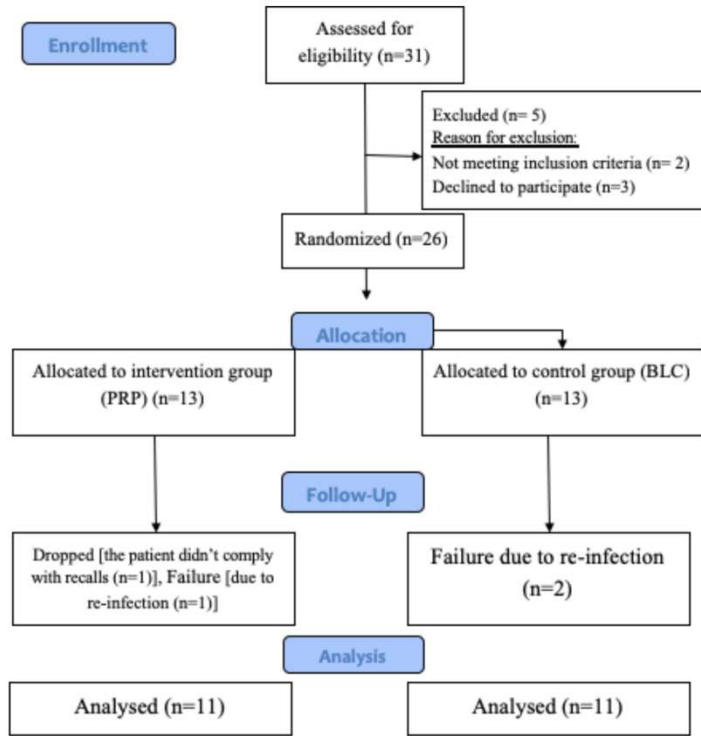 Enrollment
Assessed for
eligibility (n=31)
Excluded (n= 5)
Reason for exclusion:
Not meeting inclusion criteria (n= 2)
Declined to participate (n=3)
Randomized (n=26)
Allocation
Allocated to intervention group
(PRP) (n=13)
Allocated to control group (BLC)
(n=13)
Follow-Up
Dropped [the patient didn’t comply
with recalls (n=1)], Failure [due to
re-infection (n=1)]
Failure due to re-infection
(n=2)
Analysis
Analysed (n=11)
Analysed (n=11)